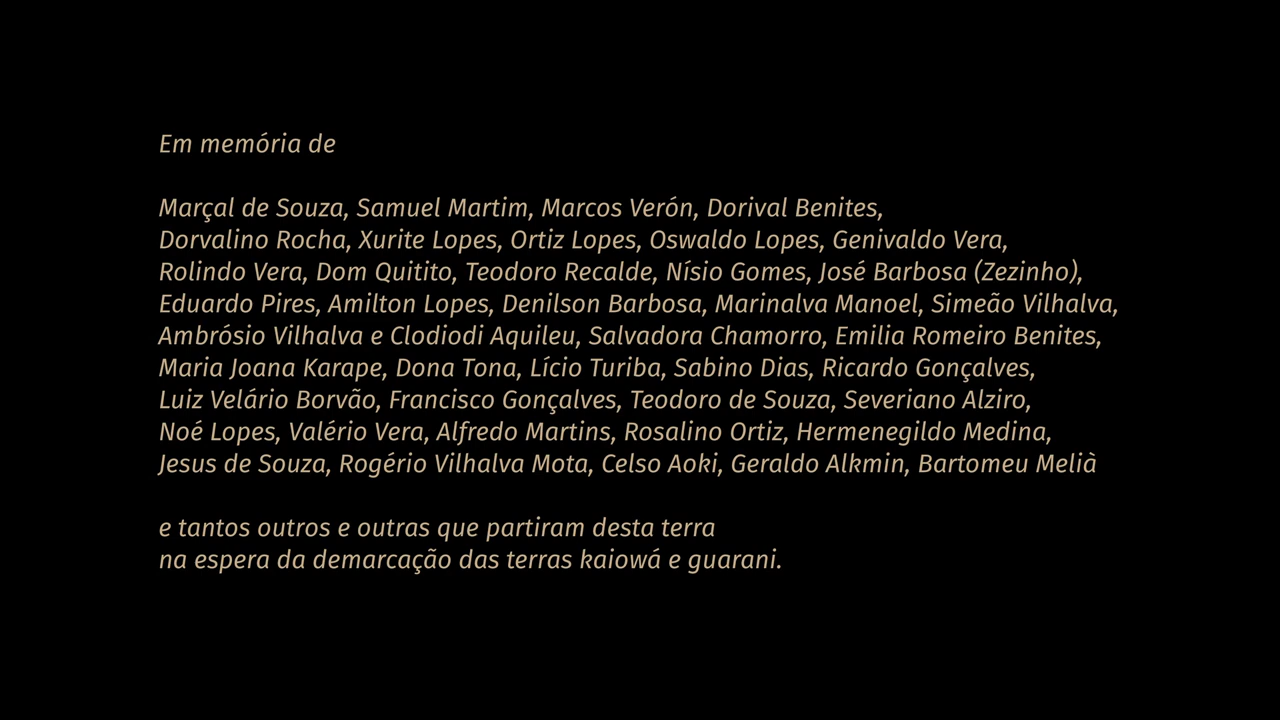 Em memória de
Marçal de Souza, Samuel Martim, Marcos Verón, Dorival Benites,
Dorvalino Rocha, Xurite Lopes, Ortiz Lopes, Oswaldo Lopes, Genivaldo Vera,
Rolindo Vera, Dom Quitito, Teodoro Recalde, Nísio Gomes, José Barbosa (Zezinho),
Eduardo Pires, Amilton Lopes, Denilson Barbosa, Marinalva Manoel, Simeão Vilhalva,
Ambrósio Vilhalva e Clodiodi Aquileu, Salvadora Chamorro, Emilia Romeiro Benites,
Maria Joana Karape, Dona Tona, Lício Turiba, Sabino Dias, Ricardo Gonçalves,
Luiz Velário Borvão, Francisco Gonçalves, Teodoro de Souza, Severiano Alziro,
Noé Lopes, Valério Vera, Alfredo Martins, Rosalino Ortiz, Hermenegildo Medina,
Jesus de Souza, Rogério Vilhalva Mota, Celso Aoki, Geraldo Alkmin, Bartomeu Melià
e tantos outros e outras que partiram desta terra
na espera da demarcação das terras kaiowá e guarani.